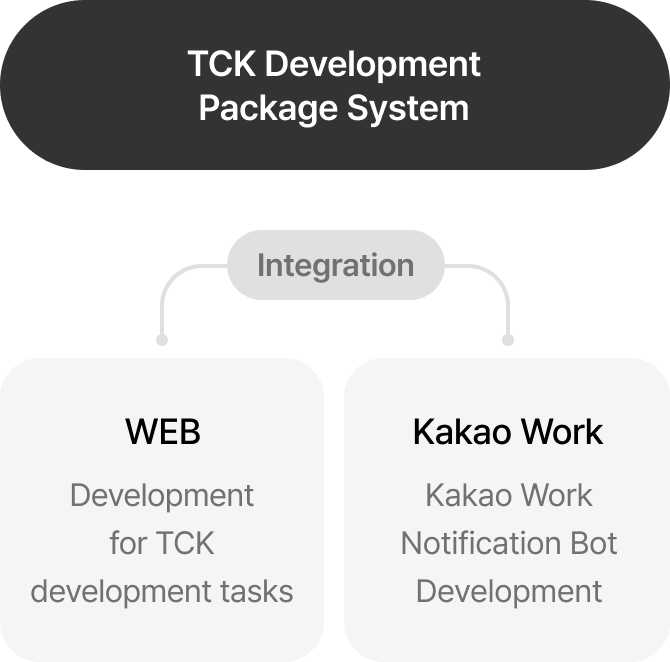 TCK Development
Package System
Integration
WEB
Development
for TCK
development tasks
Kakao Work
Kakao Work
Notification Bot
Development